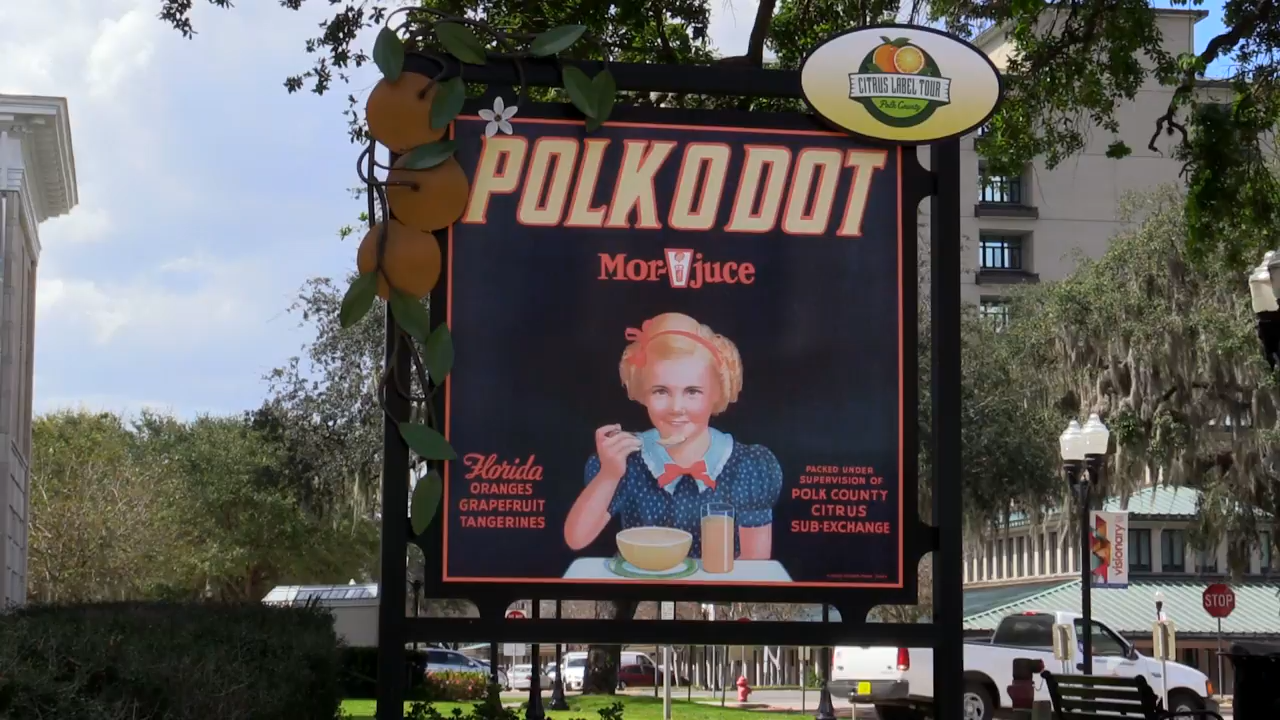 CITRUS LABEL TOUR
Polk County
POLKODOT
Mor-juce
Florida
ORANGES
GRAPEFRUIT
TANGERINES
PACKED UNDER
SUPERVISION OF
POLK COUNTY
CITRUS
SUB-EXCHANGE
visionary
STOP